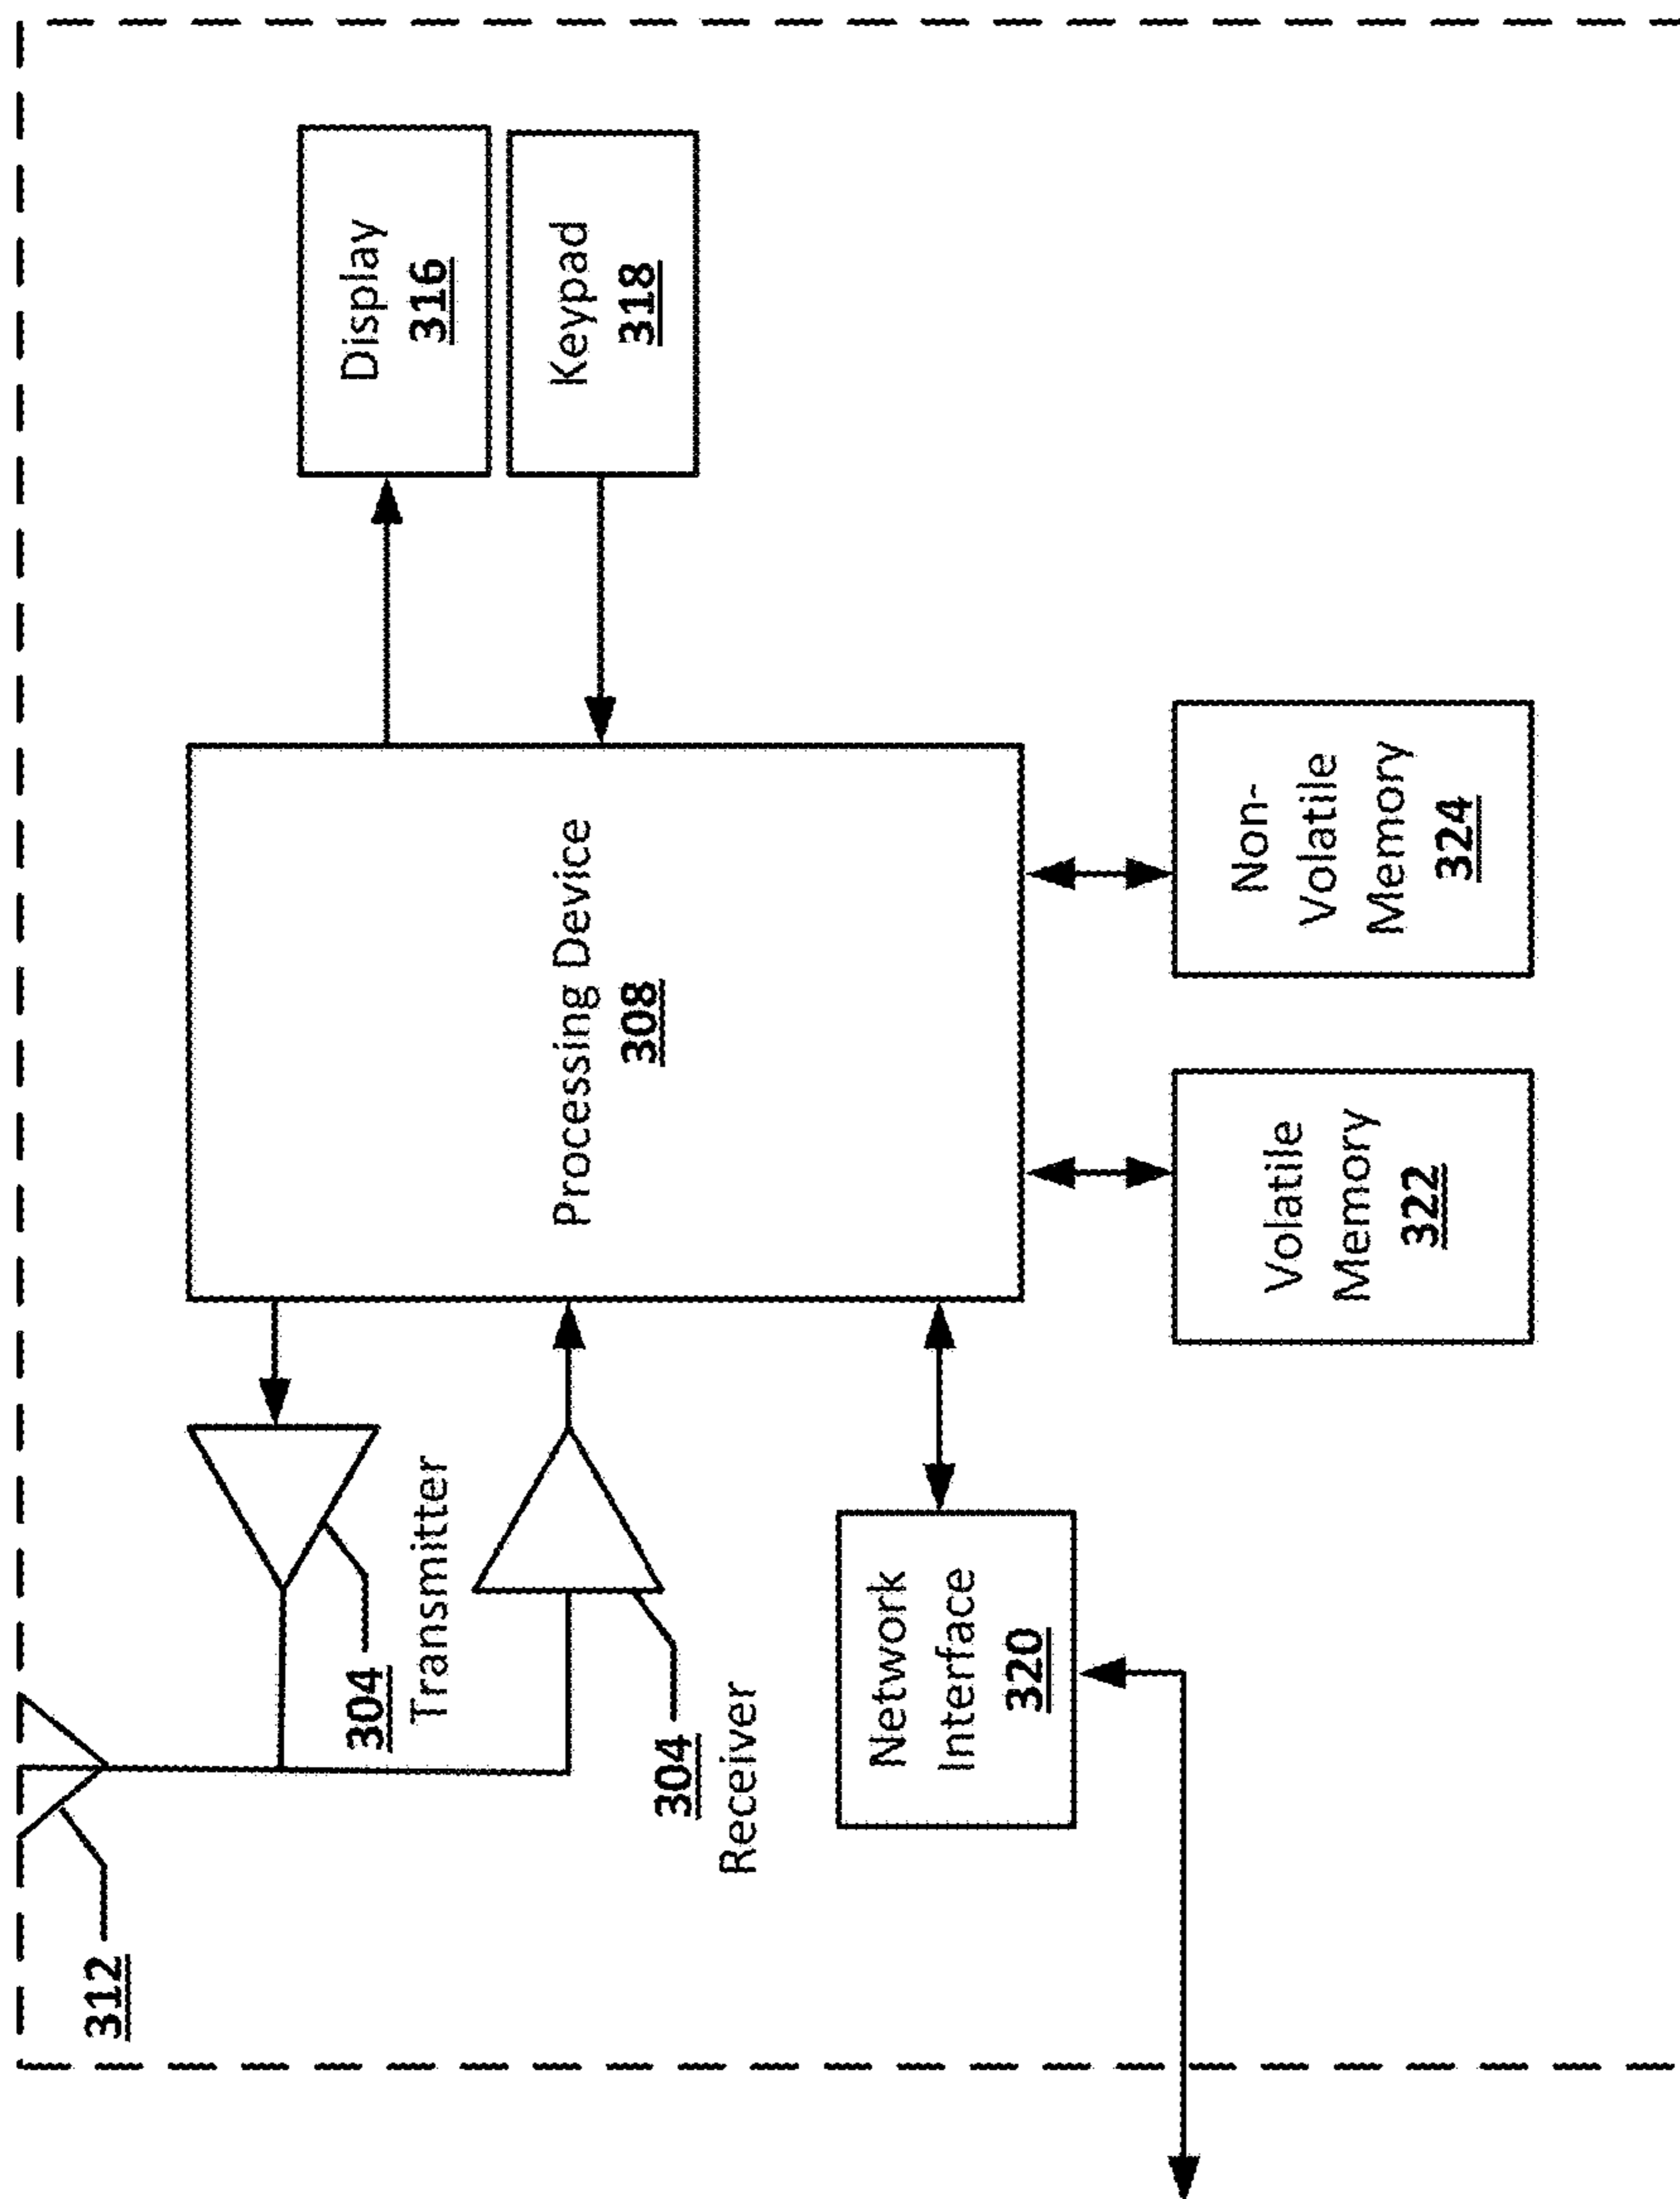 312
304
Transmitter
304
Receiver
Display
316
Keypad
318
Processing Device
308
Network
Interface
320
Volatile
Memory
322
Non-
Volatile
Memory
324